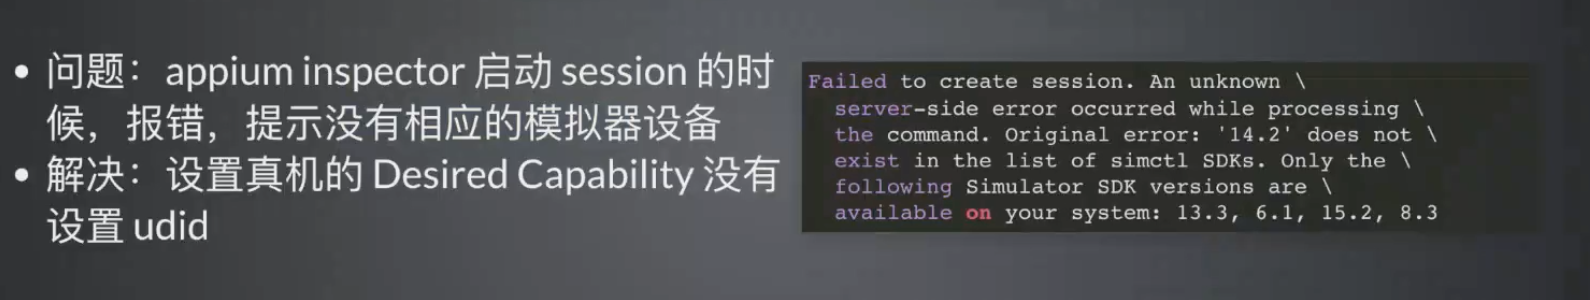 • 问题：appium inspector 启动 session 的时
候，报错，提示没有相应的模拟器设备
• 解决：设置真机的 Desired Capability 没有
设置 udid
Failed to create session. An unknown \
server-side error occurred while processing \
the command. Original error: '14.2' does not \
exist in the list of simctl SDKs. Only the \
following Simulator SDK versions are \
available on your system: 13.3, 6.1, 15.2, 8.3